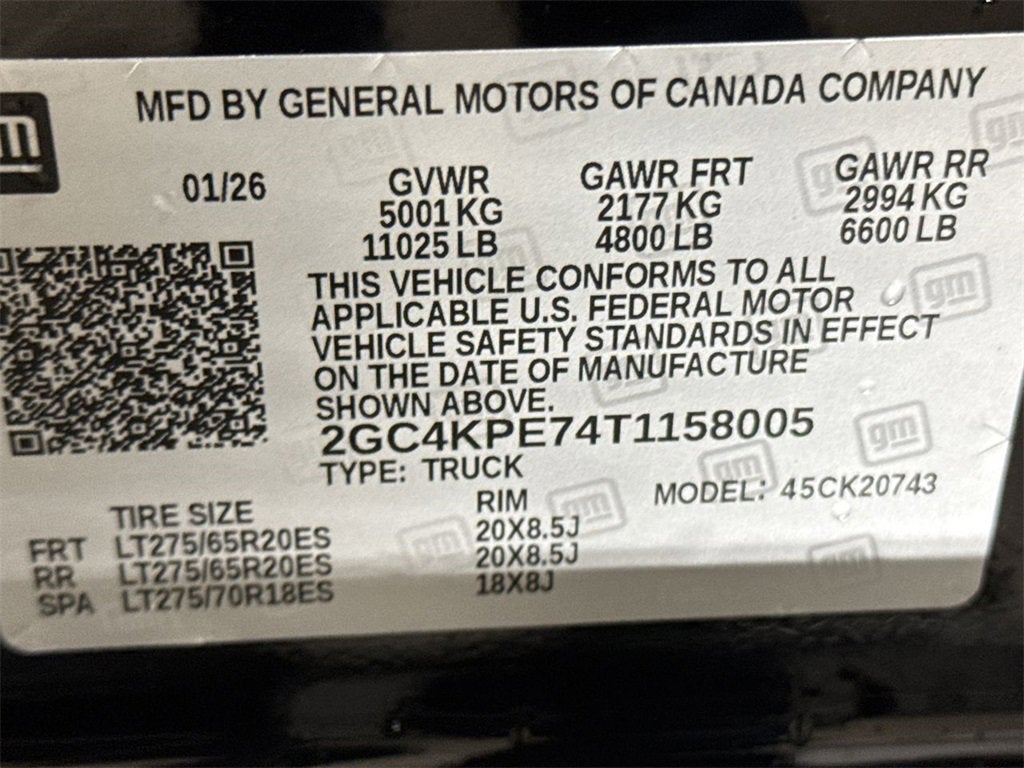 MFD BY GENERAL MOTORS OF CANADA COMPANY
gm
01/26 GVWR GAWR FRT GAWR RR
5001 KG 2177 KG 2994 KG
11025 LB 4800 LB 6600 LB
THIS VEHICLE CONFORMS TO ALL
APPLICABLE U.S. FEDERAL MOTOR
VEHICLE SAFETY STANDARDS IN EFFECT
ON THE DATE OF MANUFACTURE
SHOWN ABOVE.
2GC4KPE74T1158005
TYPE: TRUCK
MODEL: 45CK20743
TIRE SIZE RIM
FRT LT275/65R20ES 20X8.5J
RR LT275/65R20ES 20X8.5J
SPA LT275/70R18ES 18X8J